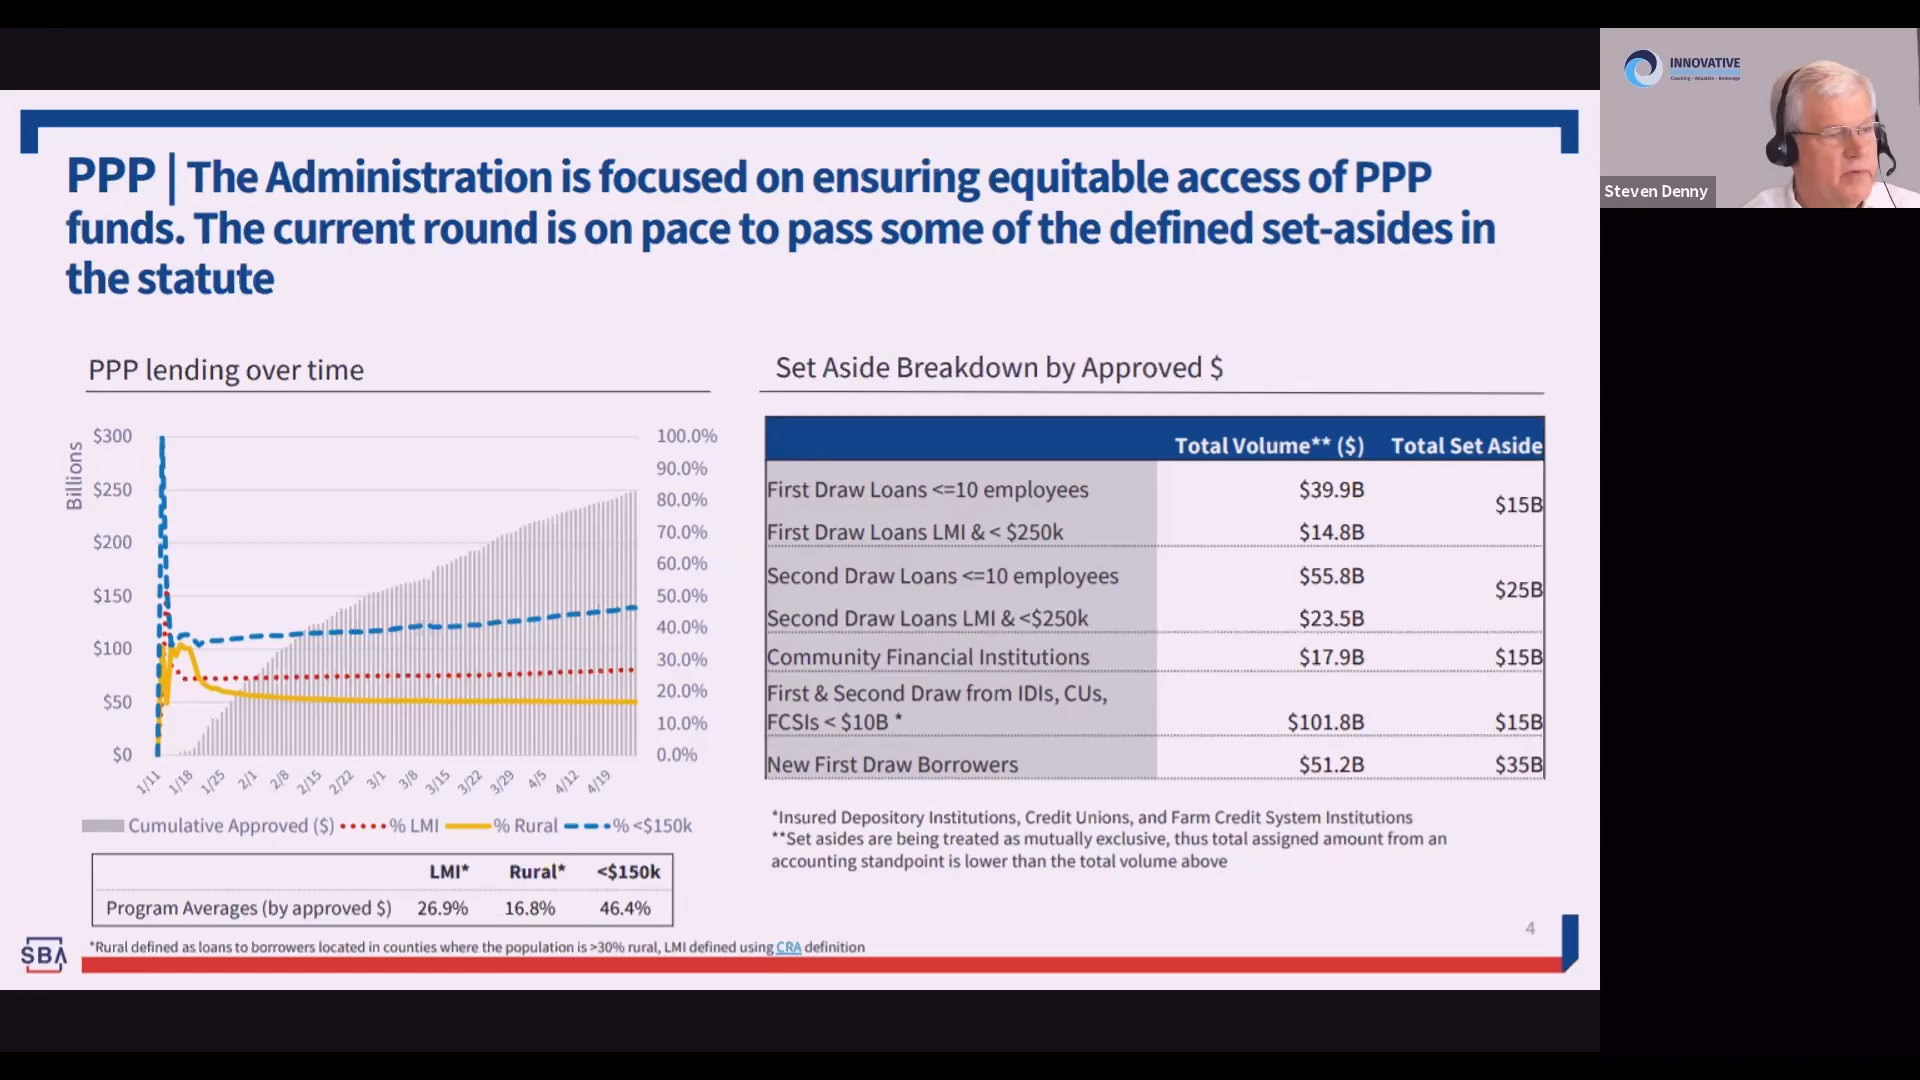 INNOVATIVE
Coaching - Valuation - Brokerage
Steven Denny
PPP | The Administration is focused on ensuring equitable access of PPP
funds. The current round is on pace to pass some of the defined set-asides in
the statute
PPP lending over time
Billions
$300
$250
$200
$150
$100
$50
$0
100.0%
90.0%
80.0%
70.0%
60.0%
50.0%
40.0%
30.0%
20.0%
10.0%
0.0%
1/11
1/18
1/25
2/1
2/8
2/15
2/22
3/1
3/8
3/15
3/22
3/29
4/5
4/12
4/19
Cumulative Approved ($) % LMI % Rural % <$150k
LMI* Rural* <$150k
Program Averages (by approved $) 26.9% 16.8% 46.4%
*Rural defined as loans to borrowers located in counties where the population is >30% rural, LMI defined using CRA definition
Set Aside Breakdown by Approved $
Total Volume** ($) Total Set Aside
First Draw Loans <=10 employees $39.9B
$15B
First Draw Loans LMI & < $250k $14.8B
Second Draw Loans <=10 employees $55.8B
$25B
Second Draw Loans LMI & <$250k $23.5B
Community Financial Institutions $17.9B $15B
First & Second Draw from IDIs, CUs,
FCSIs < $10B * $101.8B $15B
New First Draw Borrowers $51.2B $35B
*Insured Depository Institutions, Credit Unions, and Farm Credit System Institutions
**Set asides are being treated as mutually exclusive, thus total assigned amount from an
accounting standpoint is lower than the total volume above
4
SBA